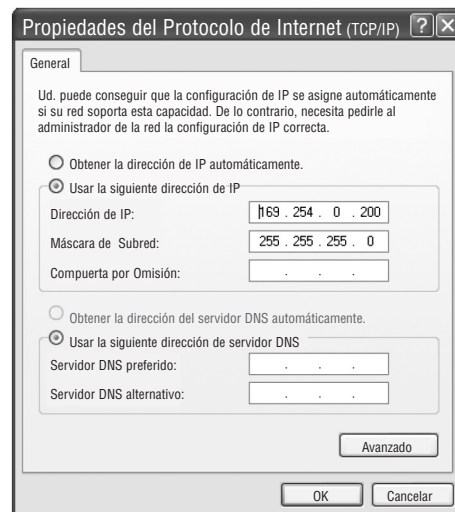 Propiedades del Protocolo de Internet (TCP/IP) ? X
General
Ud. puede conseguir que la configuración de IP se asigne automáticamente
si su red soporta esta capacidad. De lo contrario, necesita pedirle al
administrador de la red la configuración de IP correcta.
Obtener la dirección de IP automáticamente.
Usar la siguiente dirección de IP
Dirección de IP: 169 . 254 . 0 . 200
Máscara de Subred: 255 . 255 . 255 . 0
Compuerta por Omisión: . . .
Obtener la dirección del servidor DNS automáticamente.
Usar la siguiente dirección de servidor DNS
Servidor DNS preferido: . . .
Servidor DNS alternativo: . . .
Avanzado
OK Cancelar